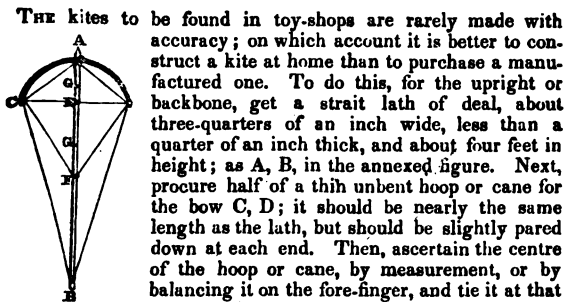 THE kites to be found in toy-shops are rarely made with
accuracy; on which account it is better to con-
struct a kite at home than to purchase a manu-
factured one. To do this, for the upright or
backbone, get a strait lath of deal, about
three-quarters of an inch wide, less than a
quarter of an inch thick, and about four feet in
height; as A, B, in the annexed figure. Next,
procure half of a thih unbent hoop or cane for
the bow C, D; it should be nearly the same
length as the lath, but should be slightly pared
down at each end. Then, ascertain the centre
of the hoop or cane, by measurement, or by
balancing it on the fore-finger, and tie it at that
A
G
C
E
G
F
B